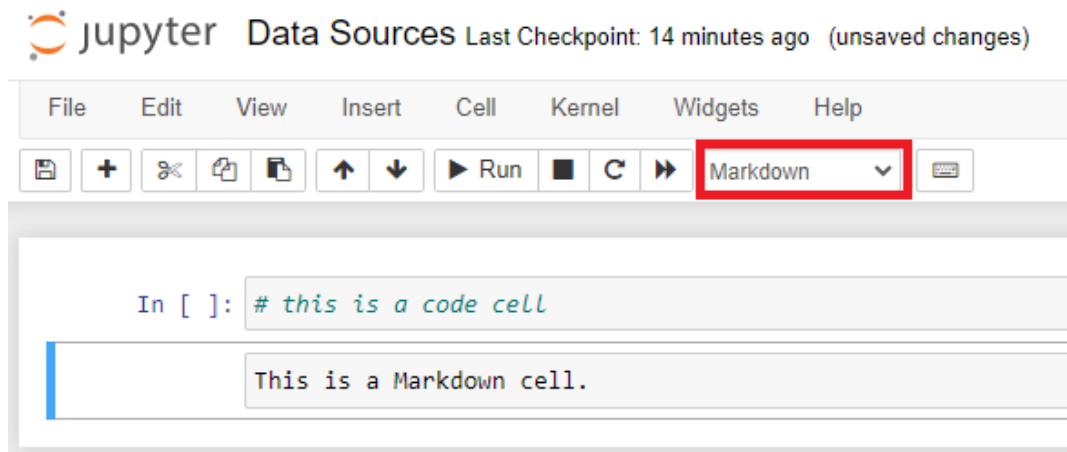 jupyter Data Sources Last Checkpoint: 14 minutes ago (unsaved changes)
File Edit View Insert Cell Kernel Widgets Help
Run Markdown
In [ ]: # this is a code cell
This is a Markdown cell.